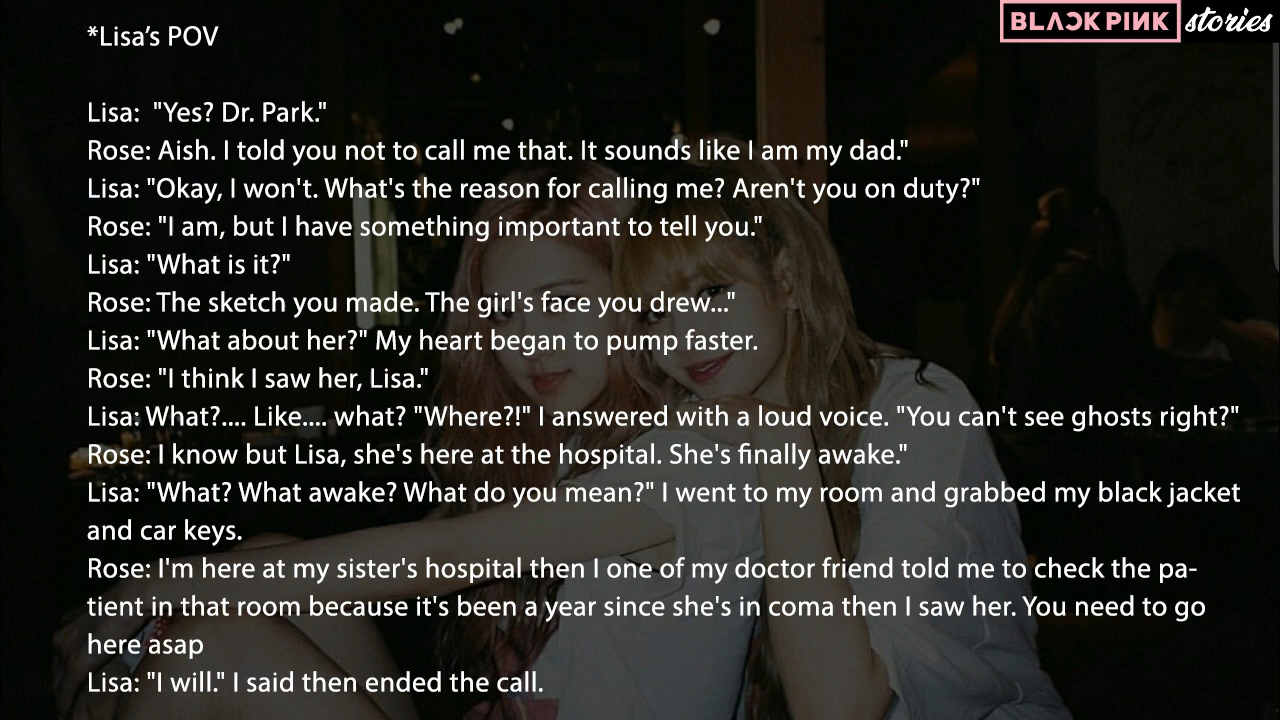 BLACKPINK stories
*Lisa's POV
Lisa:  "Yes? Dr. Park."
Rose: Aish. I told you not to call me that. It sounds like I am my dad."
Lisa: "Okay, I won't. What's the reason for calling me? Aren't you on duty?"
Rose: "I am, but I have something important to tell you."
Lisa: "What is it?"
Rose: The sketch you made. The girl's face you drew..."
Lisa: "What about her?" My heart began to pump faster.
Rose: "I think I saw her, Lisa."
Lisa: What?.... Like.... what? "Where?!" I answered with a loud voice. "You can't see ghosts right?"
Rose: I know but Lisa, she's here at the hospital. She's finally awake."
Lisa: "What? What awake? What do you mean?" I went to my room and grabbed my black jacket
and car keys.
Rose: I'm here at my sister's hospital then I one of my doctor friend told me to check the pa-
tient in that room because it's been a year since she's in coma then I saw her. You need to go
here asap
Lisa: "I will." I said then ended the call.